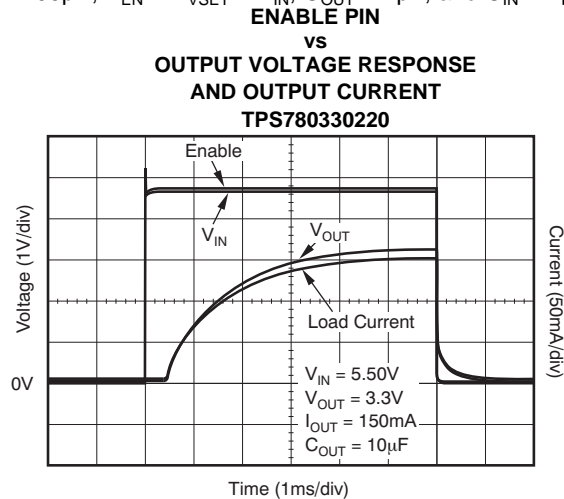 ENABLE PIN
vs
OUTPUT VOLTAGE RESPONSE
AND OUTPUT CURRENT
TPS780330220
Enable
V_IN
V_OUT
Load Current
Voltage (1V/div)
Current (50mA/div)
0V
V_IN = 5.50V
V_OUT = 3.3V
I_OUT = 150mA
C_OUT = 10μF
Time (1ms/div)